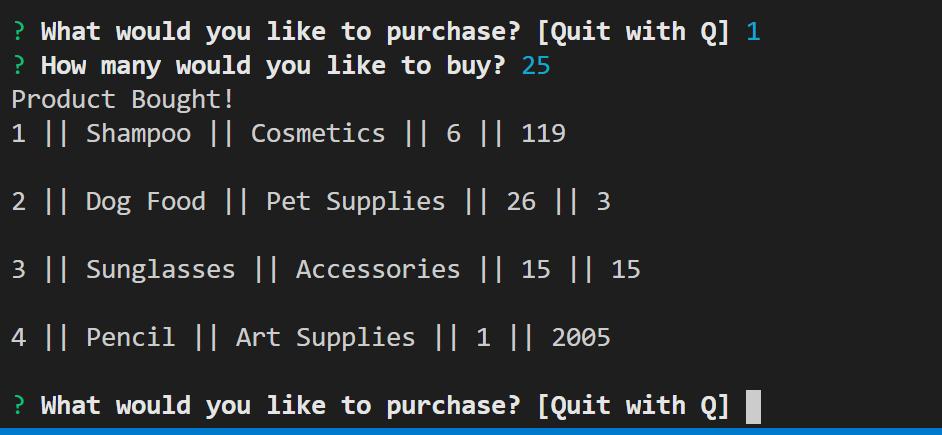 ? What would you like to purchase? [Quit with Q] 1
? How many would you like to buy? 25
Product Bought!
1 || Shampoo || Cosmetics || 6 || 119
2 || Dog Food || Pet Supplies || 26 || 3
3 || Sunglasses || Accessories || 15 || 15
4 || Pencil || Art Supplies || 1 || 2005
? What would you like to purchase? [Quit with Q]